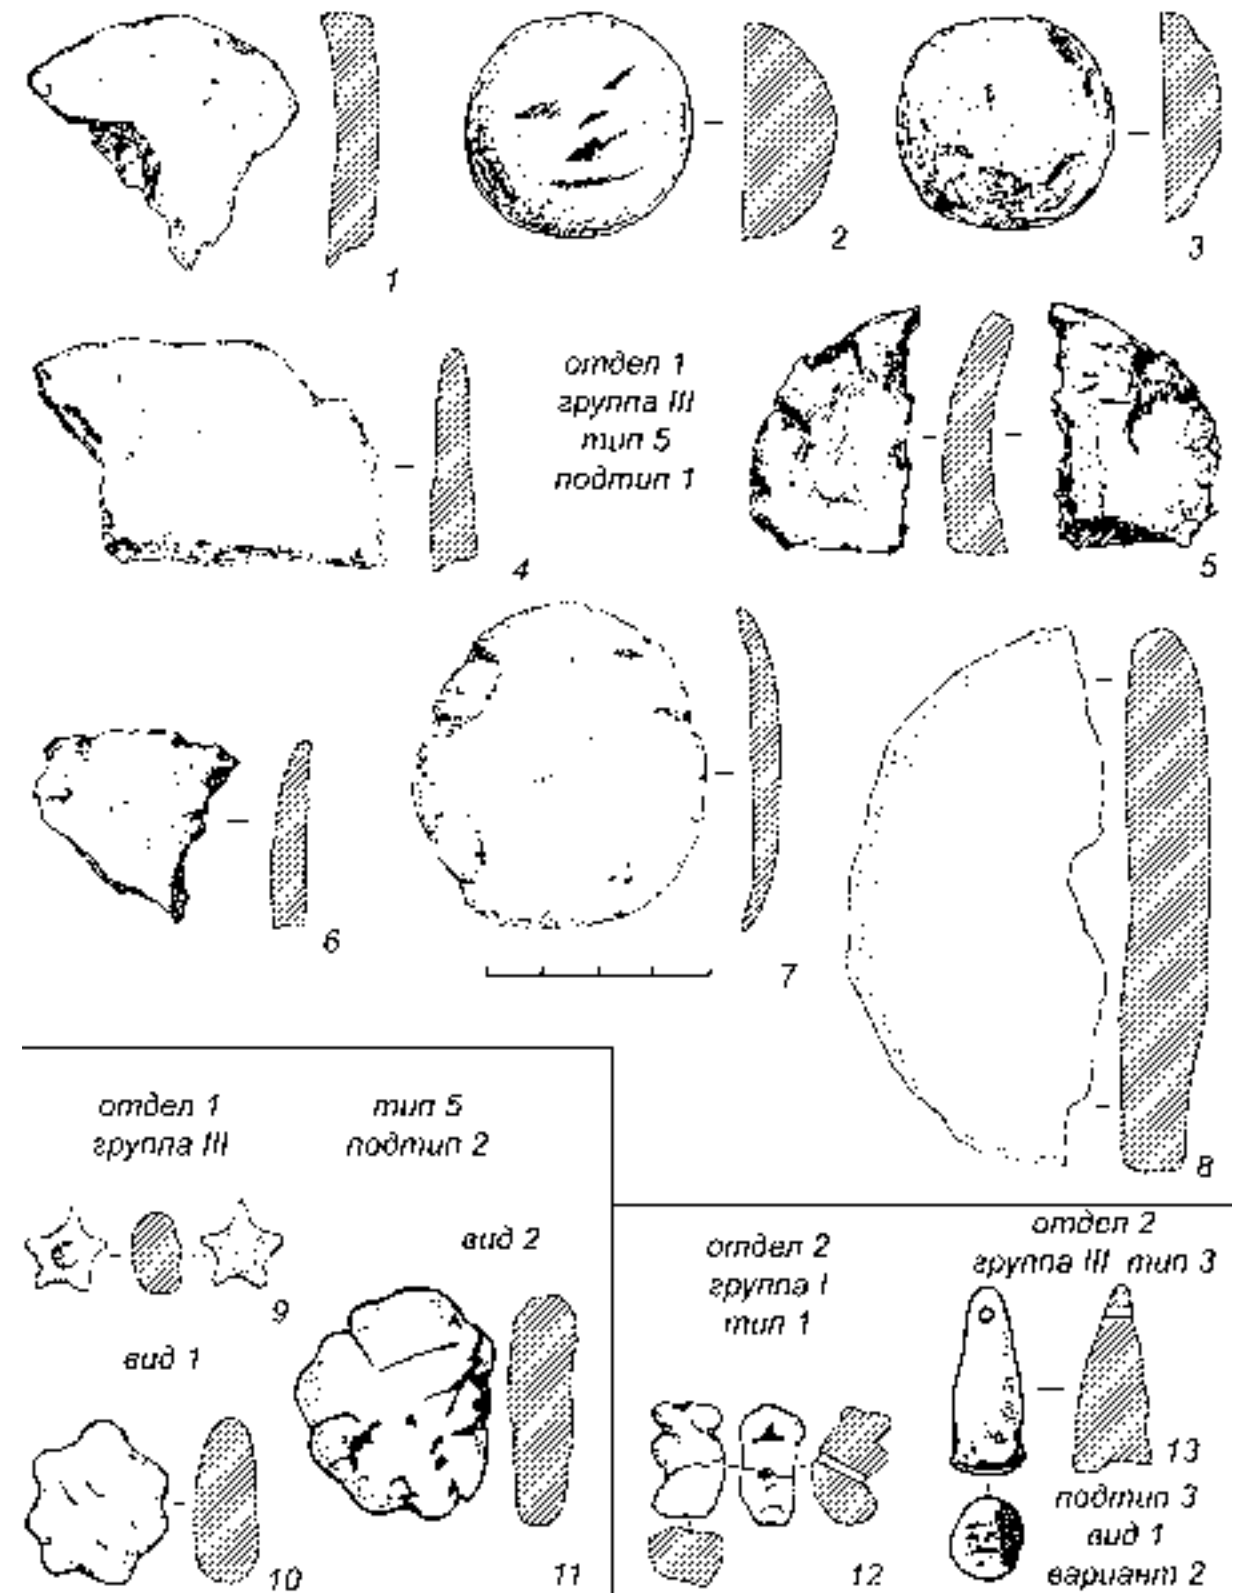 1
2
3
отдел 1
группа III
тип 5
подтип 1
4
5
6
7
8
отдел 1
группа III
тип 5
подтип 2
9
вид 1
10
вид 2
11
отдел 2
группа I
тип 1
12
отдел 2
группа III тип 3
13
подтип 3
вид 1
вариант 2